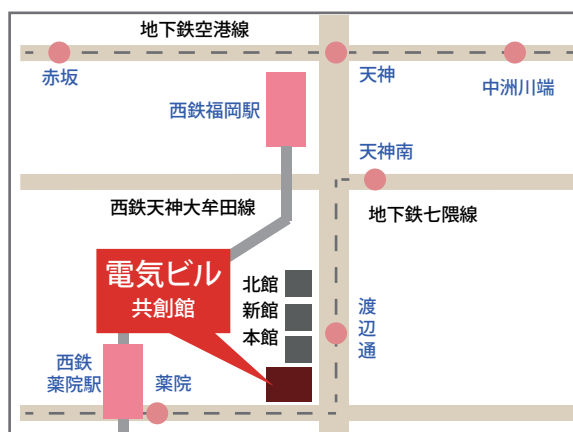 地下鉄空港線
赤坂
天神
中洲川端
西鉄福岡駅
天神南
西鉄天神大牟田線
地下鉄七隈線
電気ビル
共創館
北館
新館
本館
渡辺通
西鉄
薬院駅
薬院